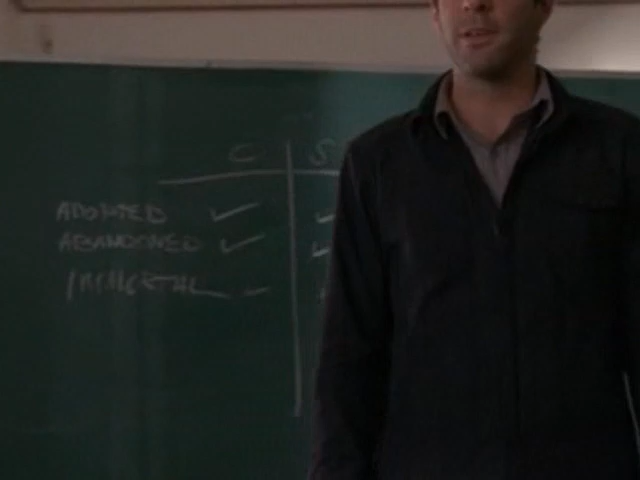 C S
ADOPTED ✓ ✓
ABANDONED ✓ ✓
IMMORTAL -